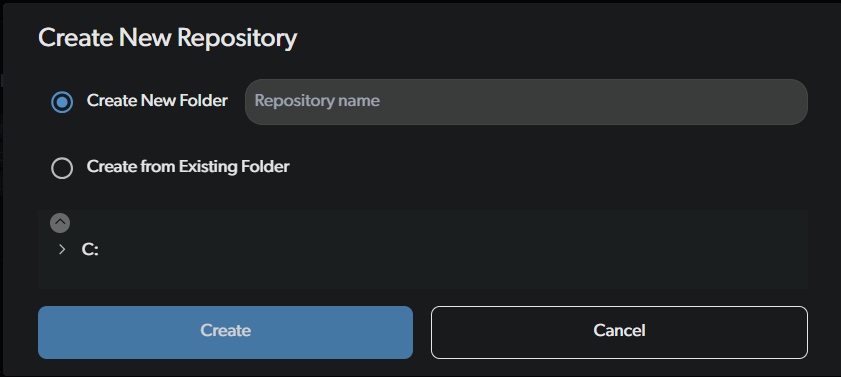 Create New Repository
Create New Folder Repository name
Create from Existing Folder
C:
Create Cancel